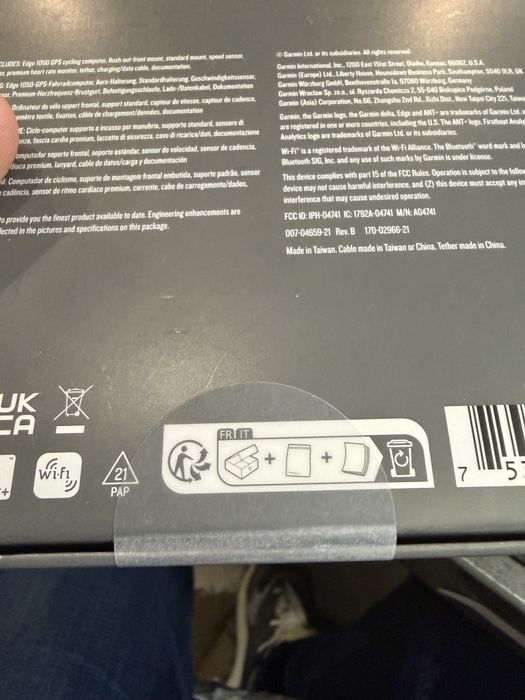 CLUDES: Edge 1050 GPS cycling computer, flush out-front mount, standard mount, speed sensor,
premium heart rate monitor, tether, charging/data cable, documentation.
Edge 1050 GPS-Fahrradcomputer, Aero-Halterung, Standardhalterung, Geschwindigkeitssensor,
Premium-Herzfrequenz-Brustgurt, Befestigungsschlaufe, Lade-/Datenkabel, Dokumentation
Ordinateur de vélo support frontal, support standard, capteur de vitesse, capteur de cadence,
textile, fixation, câble de chargement/données, documentation
Ciclo-computer supporto a incasso per manubrio, supporto standard, sensore di
fascia cardio premium, laccetto di sicurezza, cavo di ricarica/dati, documentazione
omputador soporte frontal, soporte estándar, sensor de velocidad, sensor de cadencia,
premium, lanyard, cable de datos/carga y documentación
Computador de ciclismo, suporte de montagem frontal embutida, suporte padrão, sensor
cadência, sensor de ritmo cardíaco premium, corrente, cabo de carregamento/dados,
to provide you the finest product available to date. Engineering enhancements are
lected in the pictures and specifications on this package.
© Garmin Ltd. or its subsidiaries. All rights reserved.
Garmin International, Inc., 1200 East 151st Street, Olathe, Kansas, 66062, U.S.A.
Garmin (Europe) Ltd., Liberty House, Hounsdown Business Park, Southampton, SO40 9LR, UK
Garmin Würzburg GmbH, Beethovenstraße 1a, 97080 Würzburg, Germany
Garmin Wrocław Sp. z o.o., ul. Ryszarda Chomicza 2, 55-040 Biskupice Podgórne, Poland
Garmin (Asia) Corporation, No.68, Zhangshu 2nd Rd., Xizhi Dist., New Taipei City 221, Taiwan
Garmin, the Garmin logo, the Garmin delta, Edge and ANT+ are trademarks of Garmin Ltd.
are registered in one or more countries, including the U.S. The ANT+ logo, Firstbeat Analyt
Analytics logo are trademarks of Garmin Ltd. or its subsidiaries.
Wi-Fi® is a registered trademark of the Wi-Fi Alliance. The Bluetooth® word mark and lo
Bluetooth SIG, Inc. and any use of such marks by Garmin is under license.
This device complies with part 15 of the FCC Rules. Operation is subject to the follow
device may not cause harmful interference, and (2) this device must accept any in
interference that may cause undesired operation.
FCC ID: IPH-04741 IC: 1792A-04741 M/N: A04741
007-04659-21 Rev. B 170-02966-21
Made in Taiwan. Cable made in Taiwan or China. Tether made in China.
UK
CA
Wi-Fi
21
PAP
FR IT
+ +
7 5